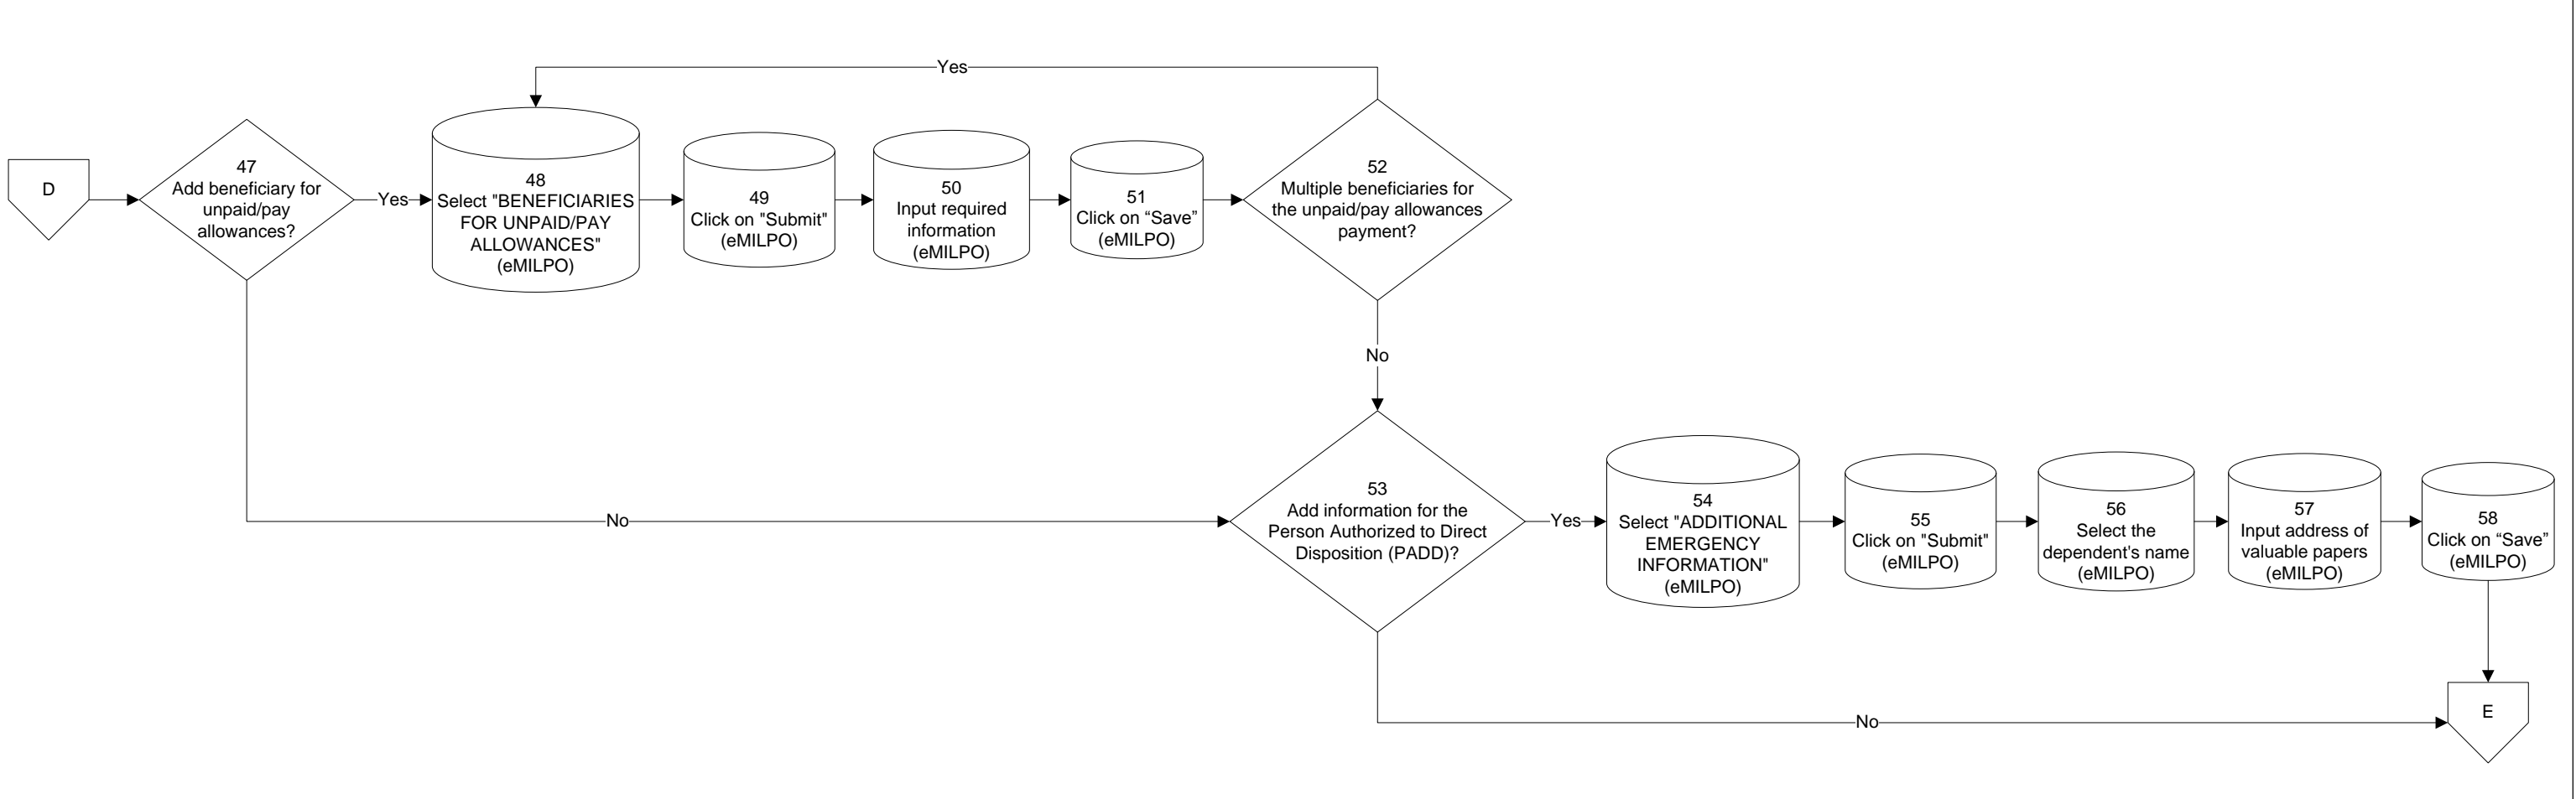 Yes
D
47
Add beneficiary for
unpaid/pay
allowances?
Yes
48
Select "BENEFICIARIES
FOR UNPAID/PAY
ALLOWANCES"
(eMILPO)
49
Click on "Submit"
(eMILPO)
50
Input required
information
(eMILPO)
51
Click on “Save”
(eMILPO)
52
Multiple beneficiaries for
the unpaid/pay allowances
payment?
No
No
53
Add information for the
Person Authorized to Direct
Disposition (PADD)?
Yes
54
Select "ADDITIONAL
EMERGENCY
INFORMATION"
(eMILPO)
55
Click on "Submit"
(eMILPO)
56
Select the
dependent's name
(eMILPO)
57
Input address of
valuable papers
(eMILPO)
58
Click on “Save”
(eMILPO)
No
E